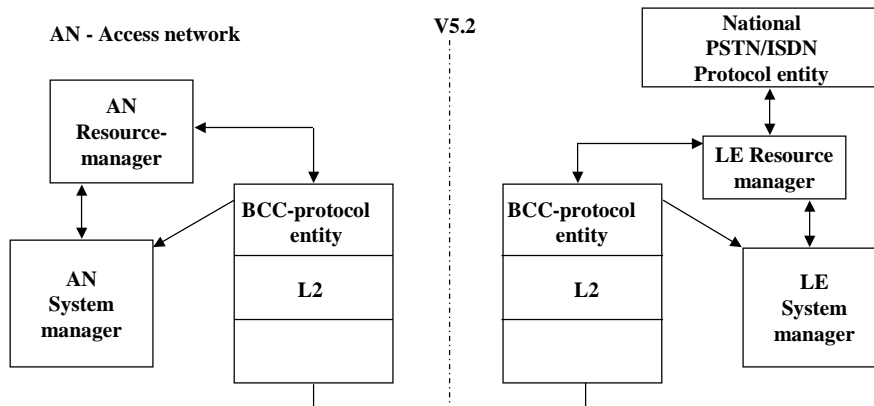 AN - Access network
V5.2
National
PSTN/ISDN
Protocol entity
AN
Resource-
manager
LE Resource
manager
BCC-protocol
entity
L2
AN
System
manager
BCC-protocol
entity
L2
LE
System
manager